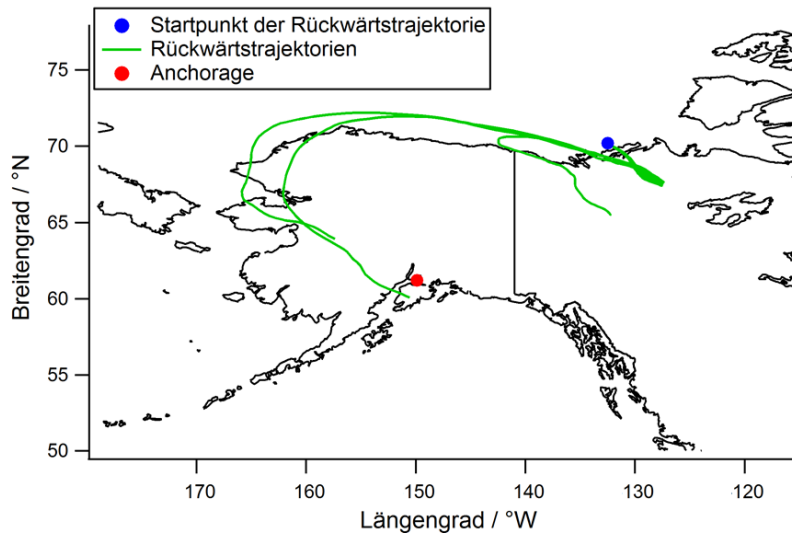 Startpunkt der Rückwärtstrajektorie
Rückwärtstrajektorien
Anchorage
75
70
65
60
55
50
Breitengrad / °N
170
160
150
140
130
120
Längengrad / °W